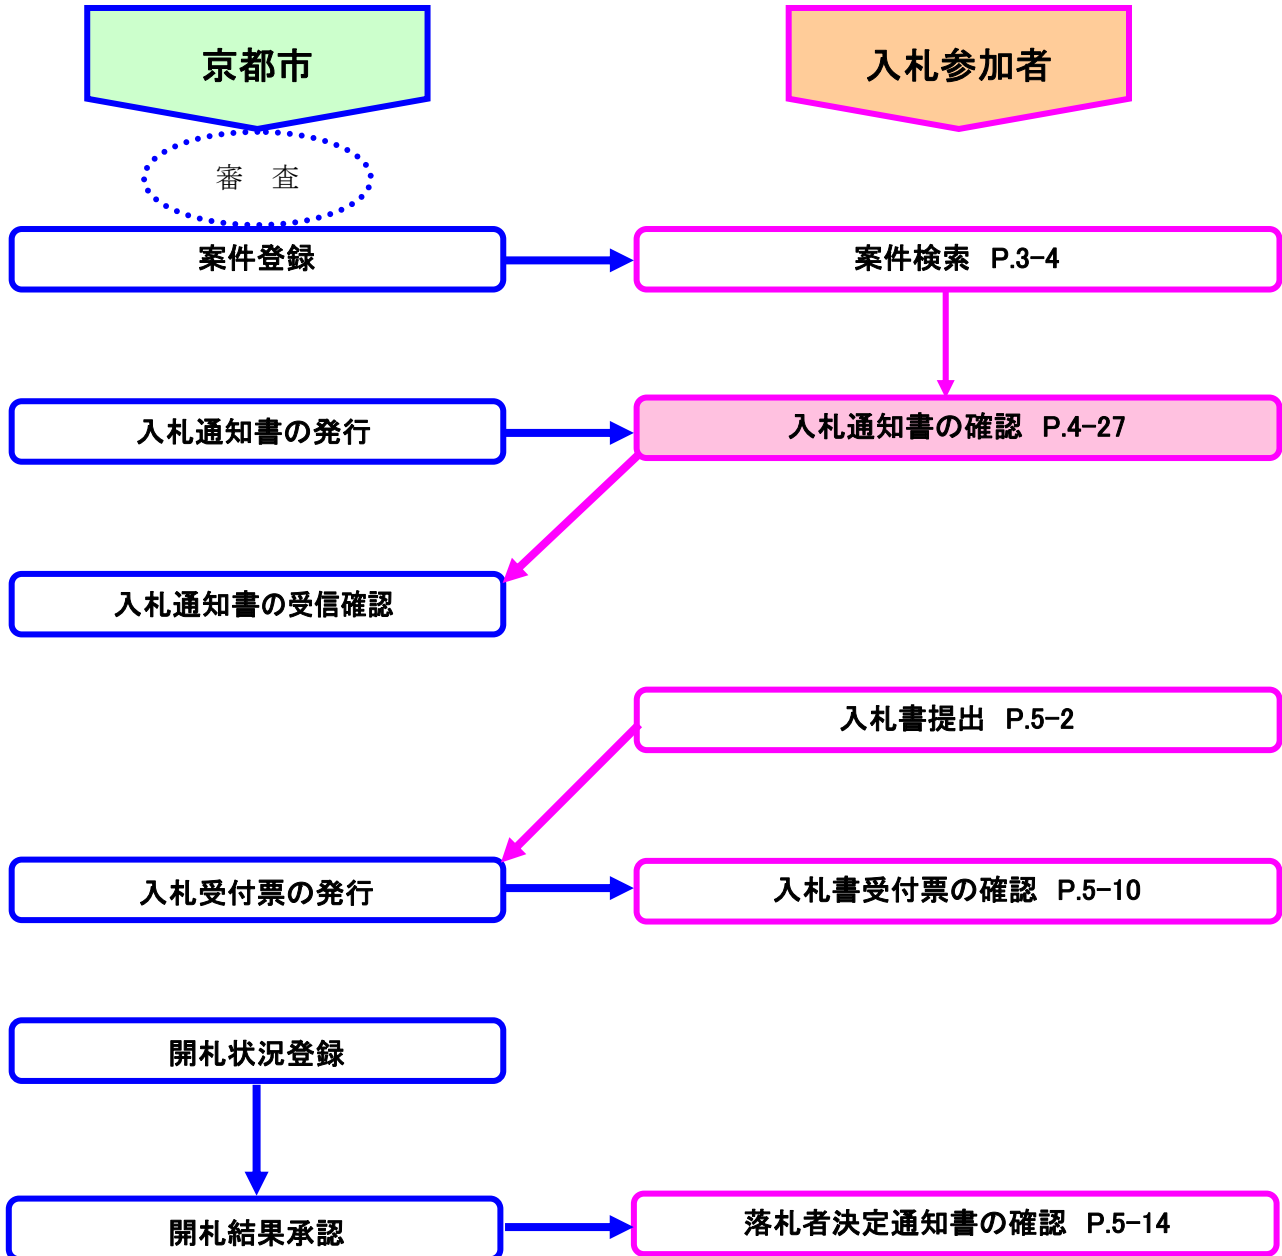 京都市
入札参加者
審 査
案件登録
案件検索 P.3-4
入札通知書の発行
入札通知書の確認 P.4-27
入札通知書の受信確認
入札書提出 P.5-2
入札受付票の発行
入札書受付票の確認 P.5-10
開札状況登録
開札結果承認
落札者決定通知書の確認 P.5-14